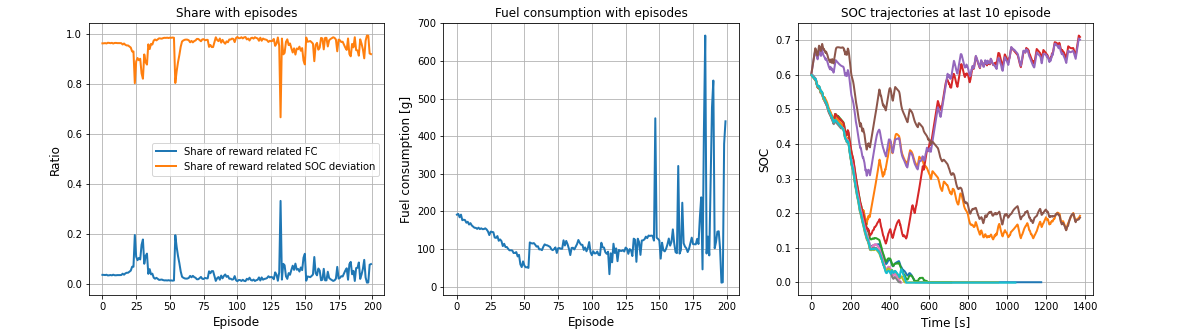 Share with episodes
1.0
0.8
0.6
0.4
0.2
0.0
Ratio
Share of reward related FC
Share of reward related SOC deviation
0 25 50 75 100 125 150 175 200
Episode
Fuel consumption with episodes
700
600
500
400
300
200
100
0
Fuel consumption [g]
0 25 50 75 100 125 150 175 200
Episode
SOC trajectories at last 10 episode
0.7
0.6
0.5
0.4
0.3
0.2
0.1
0.0
SOC
0 200 400 600 800 1000 1200 1400
Time [s]